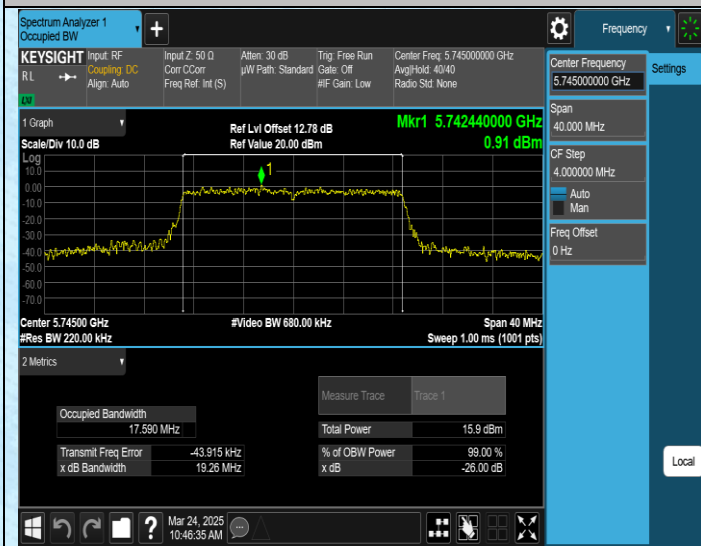 Spectrum Analyzer 1
Occupied BW
+
Frequency
KEYSIGHT
RL
LXI
Input: RF
Coupling: DC
Align: Auto
Input Z: 50 Ω
Corr CCorr
Freq Ref: Int (S)
Atten: 30 dB
µW Path: Standard
Trig: Free Run
Gate: Off
#IF Gain: Low
Center Freq: 5.745000000 GHz
Avg|Hold: 40/40
Radio Std: None
Center Frequency
5.745000000 GHz
Settings
Span
40.000 MHz
CF Step
4.000000 MHz
Auto
Man
Freq Offset
0 Hz
1 Graph
Scale/Div 10.0 dB
Ref Lvl Offset 12.78 dB
Ref Value 20.00 dBm
Mkr1 5.742440000 GHz
0.91 dBm
Log
10.0
0.00
-10.0
-20.0
-30.0
-40.0
-50.0
-60.0
-70.0
1
Center 5.74500 GHz
#Res BW 220.00 kHz
#Video BW 680.00 kHz
Span 40 MHz
Sweep 1.00 ms (1001 pts)
2 Metrics
Measure Trace
Trace 1
Occupied Bandwidth
17.590 MHz
Total Power
15.9 dBm
Transmit Freq Error
-43.915 kHz
% of OBW Power
99.00 %
x dB Bandwidth
19.26 MHz
x dB
-26.00 dB
Local
?
Mar 24, 2025
10:46:35 AM